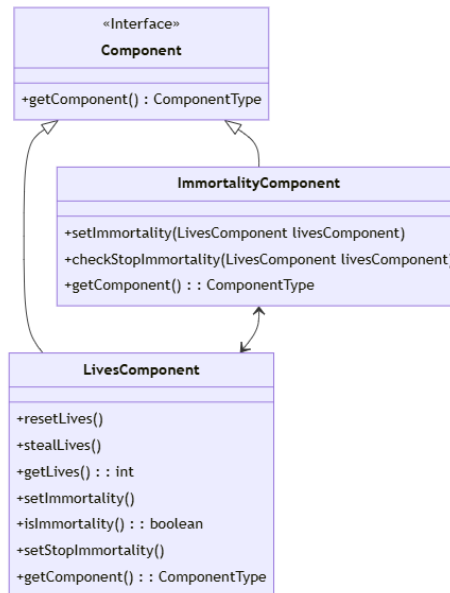 «Interface»
Component
+getComponent() : ComponentType
ImmortalityComponent
+setImmortality(LivesComponent livesComponent)
+checkStopImmortality(LivesComponent livesComponent)
+getComponent() : : ComponentType
LivesComponent
+resetLives()
+stealLives()
+getLives() : : int
+setImmortality()
+isImmortality() : : boolean
+setStopImmortality()
+getComponent() : : ComponentType